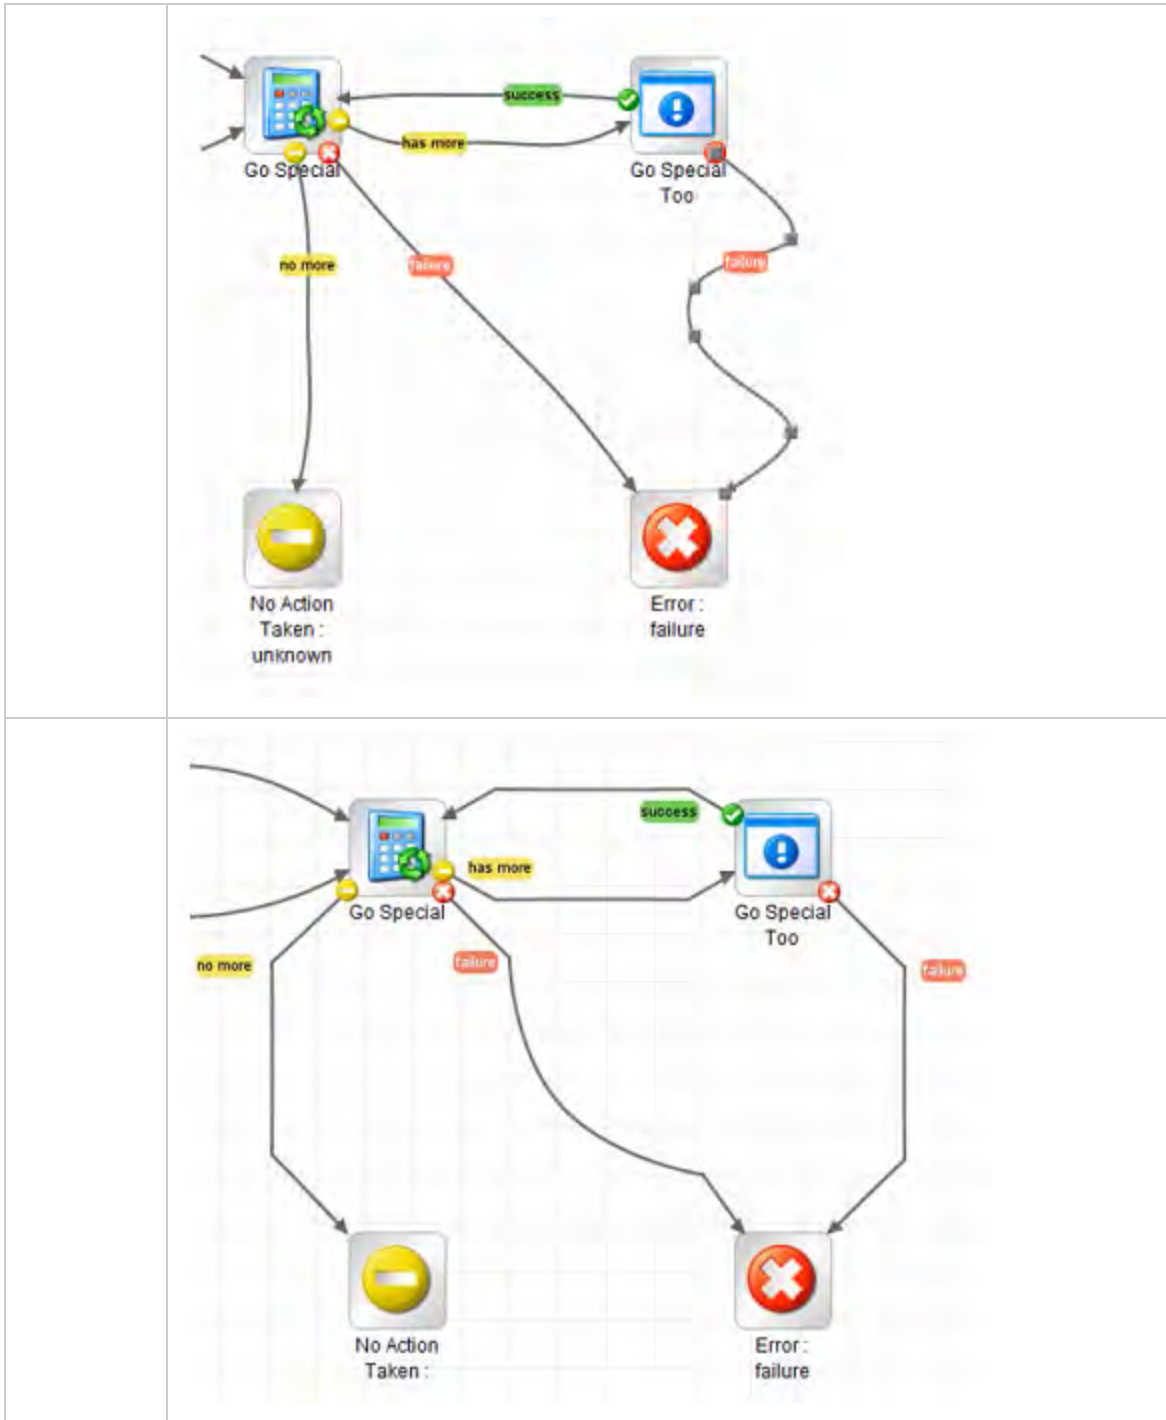 success
has more
Go Special
Go Special
Too
no more
failure
failure
No Action
Taken :
unknown
Error :
failure
success
has more
Go Special
Go Special
Too
no more
failure
failure
No Action
Taken :
Error :
failure